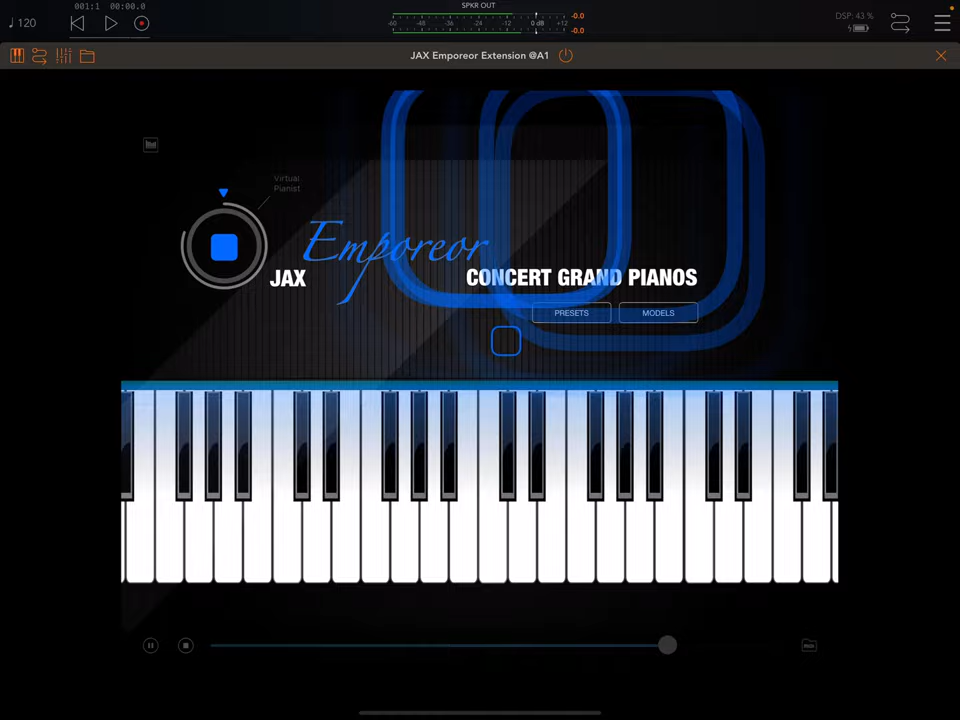 ♩ 120
001:1 00:00.0
SPKR OUT
-60 -48 -36 -24 -12 0 dB +12
-0.0
-0.0
DSP: 43 %
JAX Emporeor Extension @A1
Virtual
Pianist
Emporeor
JAX CONCERT GRAND PIANOS
PRESETS MODELS